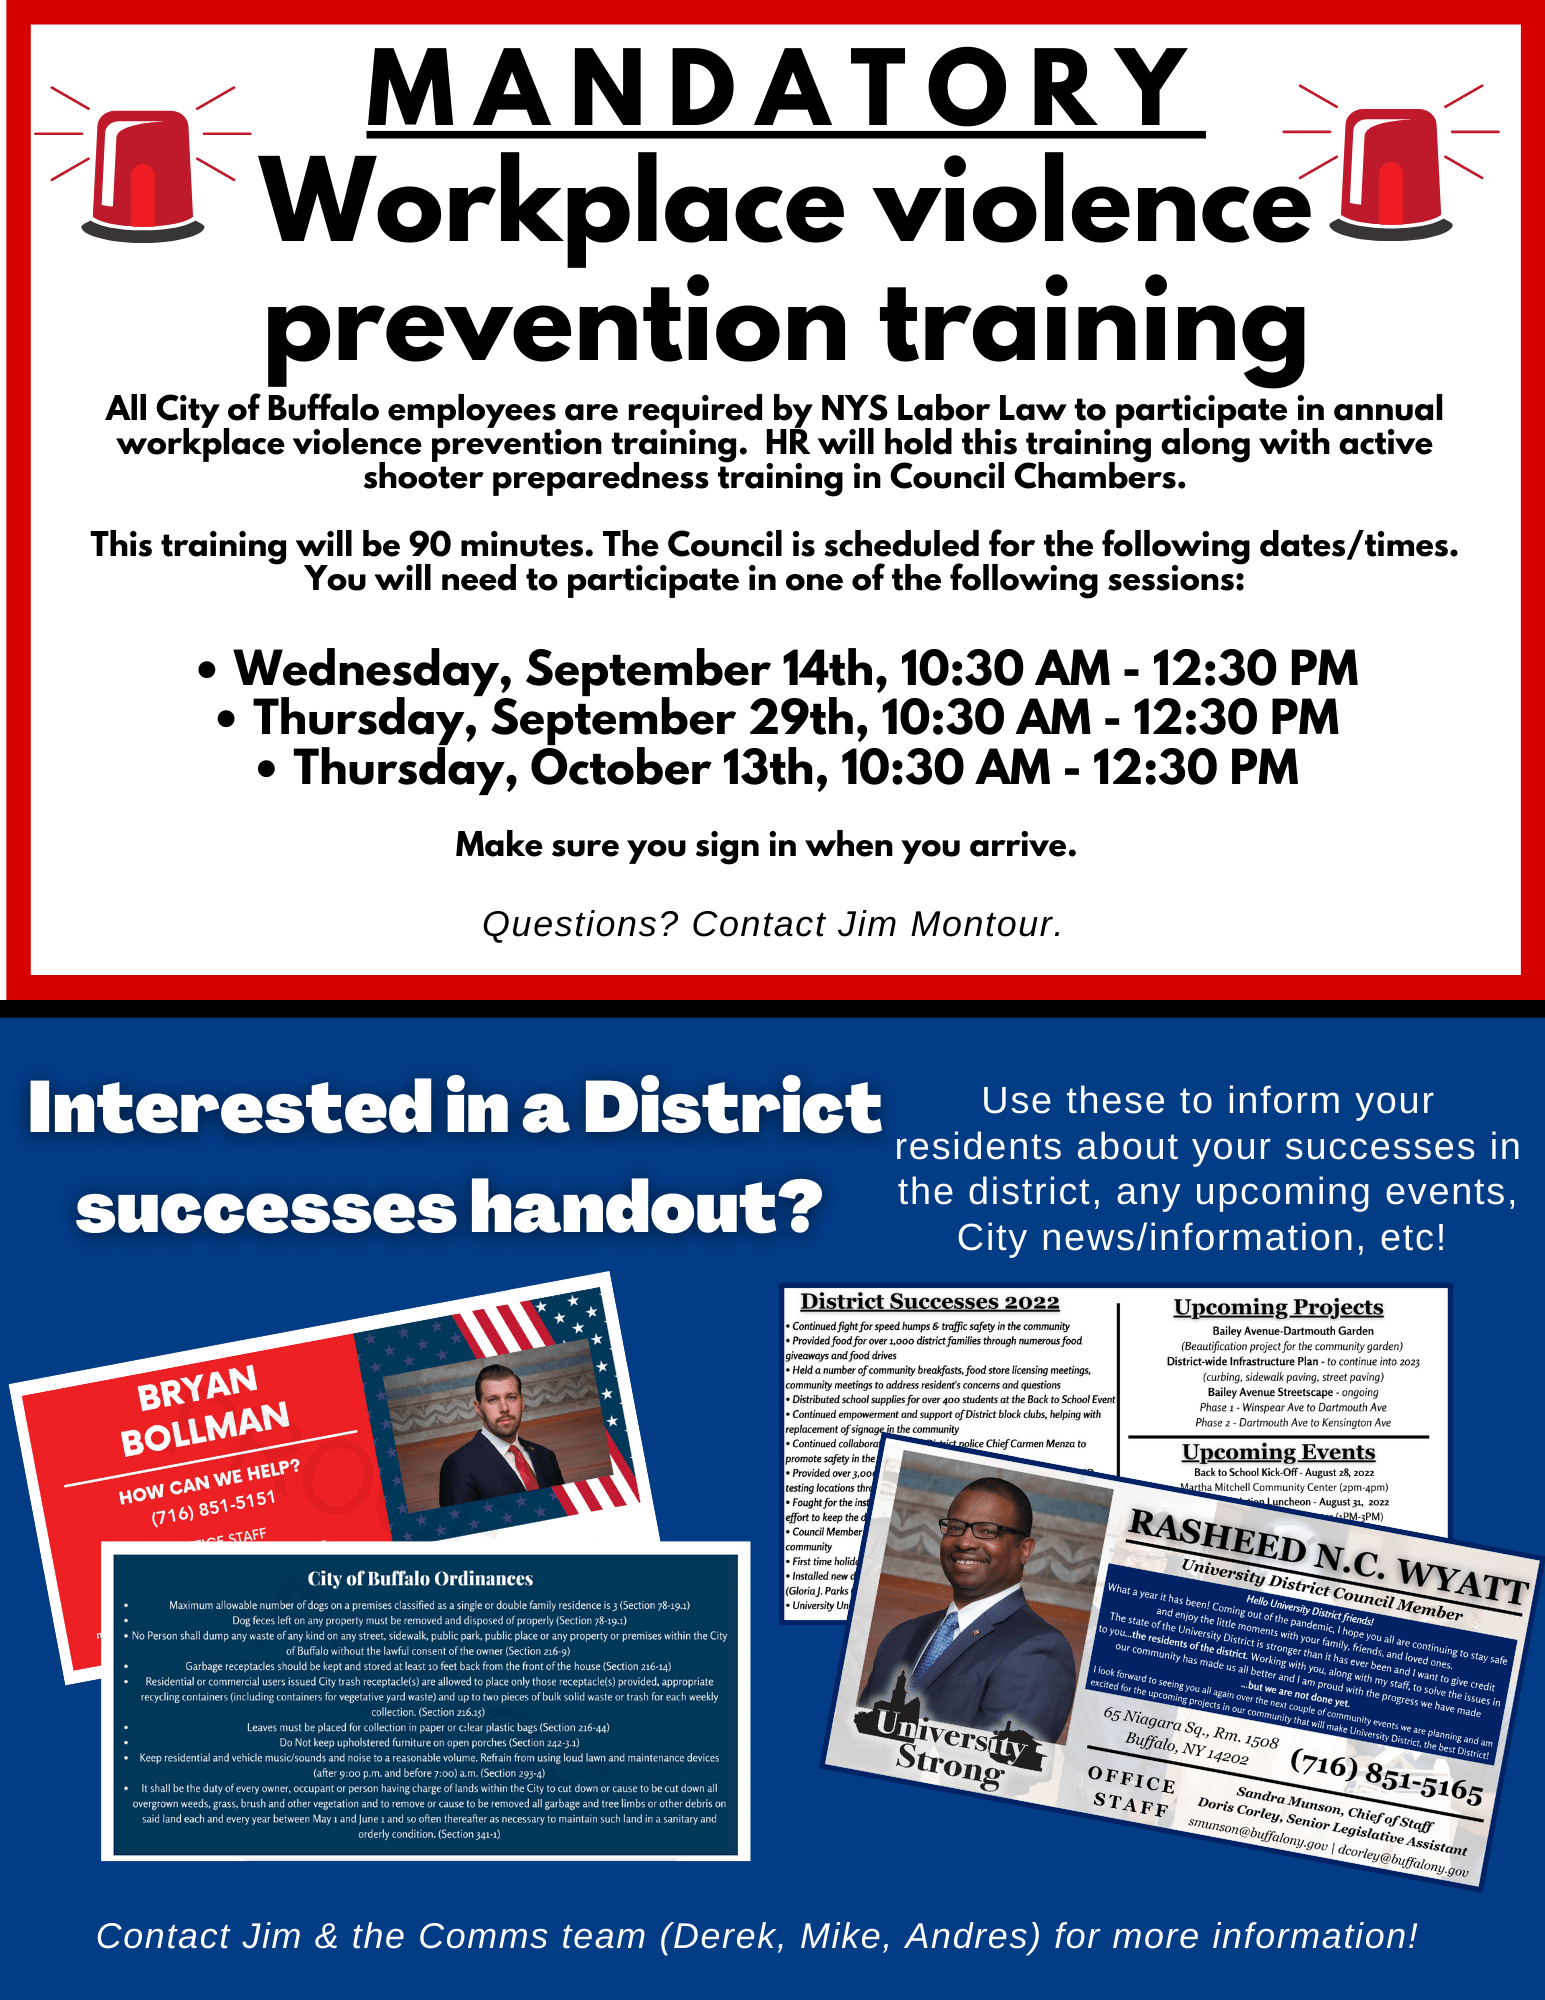 MANDATORY
Workplace violence
prevention training
All City of Buffalo employees are required by NYS Labor Law to participate in annual
workplace violence prevention training.  HR will hold this training along with active
shooter preparedness training in Council Chambers.
This training will be 90 minutes. The Council is scheduled for the following dates/times.
You will need to participate in one of the following sessions:
• Wednesday, September 14th, 10:30 AM - 12:30 PM
• Thursday, September 29th, 10:30 AM - 12:30 PM
• Thursday, October 13th, 10:30 AM - 12:30 PM
Make sure you sign in when you arrive.
Questions? Contact Jim Montour.
Interested in a District
successes handout?
Use these to inform your
residents about your successes in
the district, any upcoming events,
City news/information, etc!
BRYAN
BOLLMAN
HOW CAN WE HELP?
(716) 851-5151
STAFF
City of Buffalo Ordinances
• Maximum allowable number of dogs on a premises classified as a single or double family residence is 3 (Section 78-19.1)
• Dog feces left on any property must be removed and disposed of properly (Section 78-19.1)
• No Person shall dump any waste of any kind on any street, sidewalk, public park, public place or any property or premises within the City
of Buffalo without the lawful consent of the owner (Section 216-9)
• Garbage receptacles should be kept and stored at least 10 feet back from the front of the house (Section 216-14)
• Residential or commercial users issued City trash receptacle(s) are allowed to place only those receptacle(s) provided, appropriate
recycling containers (including containers for vegetative yard waste) and up to two pieces of bulk solid waste or trash for each weekly
collection. (Section 216.15)
• Leaves must be placed for collection in paper or c:lear plastic bags (Section 216-44)
• Do Not keep upholstered furniture on open porches (Section 242-3.1)
• Keep residential and vehicle music/sounds and noise to a reasonable volume. Refrain from using loud lawn and maintenance devices
(after 9:00 p.m. and before 7:00) a.m. (Section 293-4)
• It shall be the duty of every owner, occupant or person having charge of lands within the City to cut down or cause to be cut down all
overgrown weeds, grass, brush and other vegetation and to remove or cause to be removed all garbage and tree limbs or other debris on
said land each and every year between May 1 and June 1 and so often thereafter as necessary to maintain such land in a sanitary and
orderly condition. (Section 341-1)
District Successes 2022
• Continued fight for speed humps & traffic safety in the community
• Provided food for over 1,000 district families through numerous food
giveaways and food drives
• Held a number of community breakfasts, food store licensing meetings,
community meetings to address resident's concerns and questions
• Distributed school supplies for over 400 students at the Back to School Event
• Continued empowerment and support of District block clubs, helping with
replacement of signage in the community
• Continued police Chief Carmen Menza to
promote safety in the
• Provided over
testing locations
• Fought for the
effort to keep the
• Council Member
community
• First time
• Installed new
(Gloria J. Parks
• University
Upcoming Projects
Bailey Avenue-Dartmouth Garden
(Beautification project for the community garden)
District-wide Infrastructure Plan - to continue into 2023
(curbing, sidewalk paving, street paving)
Bailey Avenue Streetscape - ongoing
Phase 1 - Winspear Ave to Dartmouth Ave
Phase 2 - Dartmouth Ave to Kensington Ave
Upcoming Events
Back to School Kick-Off - August 28, 2022
Martha Mitchell Community Center (2pm-4pm)
Luncheon - August 31, 2022
RASHEED N.C. WYATT
University District Council Member
Hello University District friends!
What a year it has been! Coming out of the pandemic, I hope you all are continuing to stay safe
and enjoy the little moments with your family, friends, and loved ones.
The state of the University District is stronger than it has ever been and I want to give credit
to you...the residents of the district. Working with you, along with my staff, to solve the issues in
our community has made us all better and I am proud with the progress we have made
...but we are not done yet.
I look forward to seeing you all again over the next couple of community events we are planning and am
excited for the upcoming projects in our community that will make University District, the best District!
65 Niagara Sq., Rm. 1508
Buffalo, NY 14202
(716) 851-5165
OFFICE
STAFF
Sandra Munson, Chief of Staff
Doris Corley, Senior Legislative Assistant
smunson@buffalony.gov | dcorley@buffalony.gov
University
Strong
Contact Jim & the Comms team (Derek, Mike, Andres) for more information!